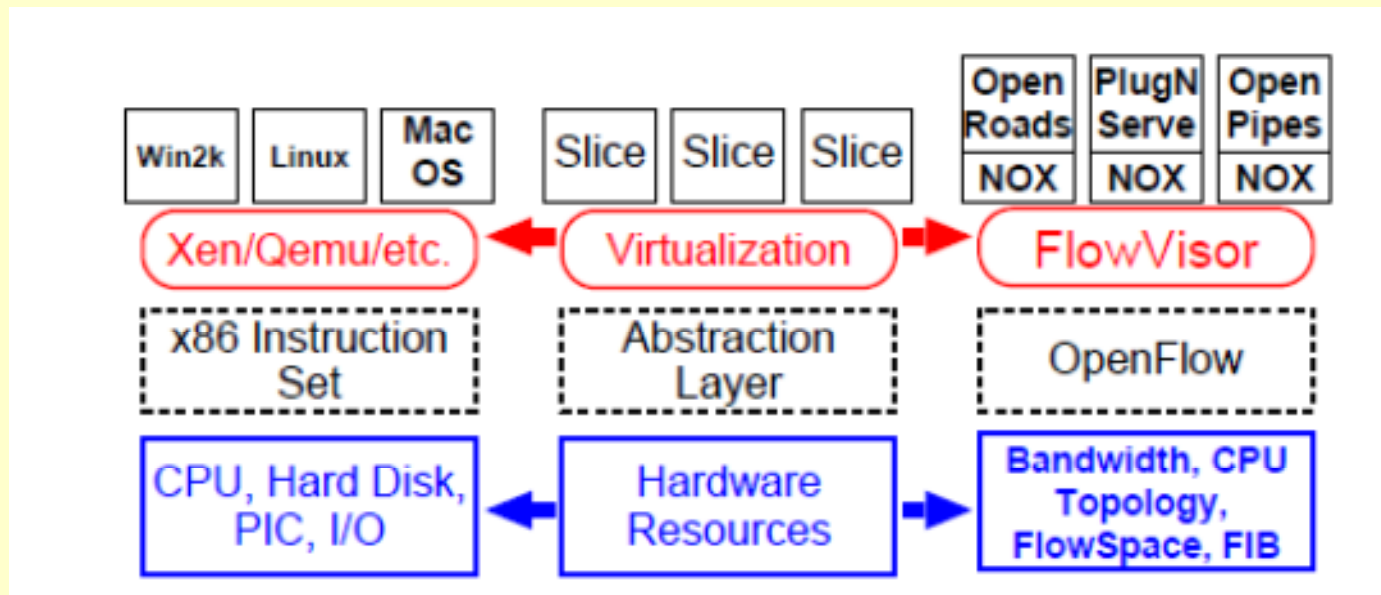 Win2k
Linux
Mac
OS
Slice
Slice
Slice
Open
Roads
NOX
PlugN
Serve
NOX
Open
Pipes
NOX
Xen/Qemu/etc.
Virtualization
FlowVisor
x86 Instruction
Set
Abstraction
Layer
OpenFlow
CPU, Hard Disk,
PIC, I/O
Hardware
Resources
Bandwidth, CPU
Topology,
FlowSpace, FIB